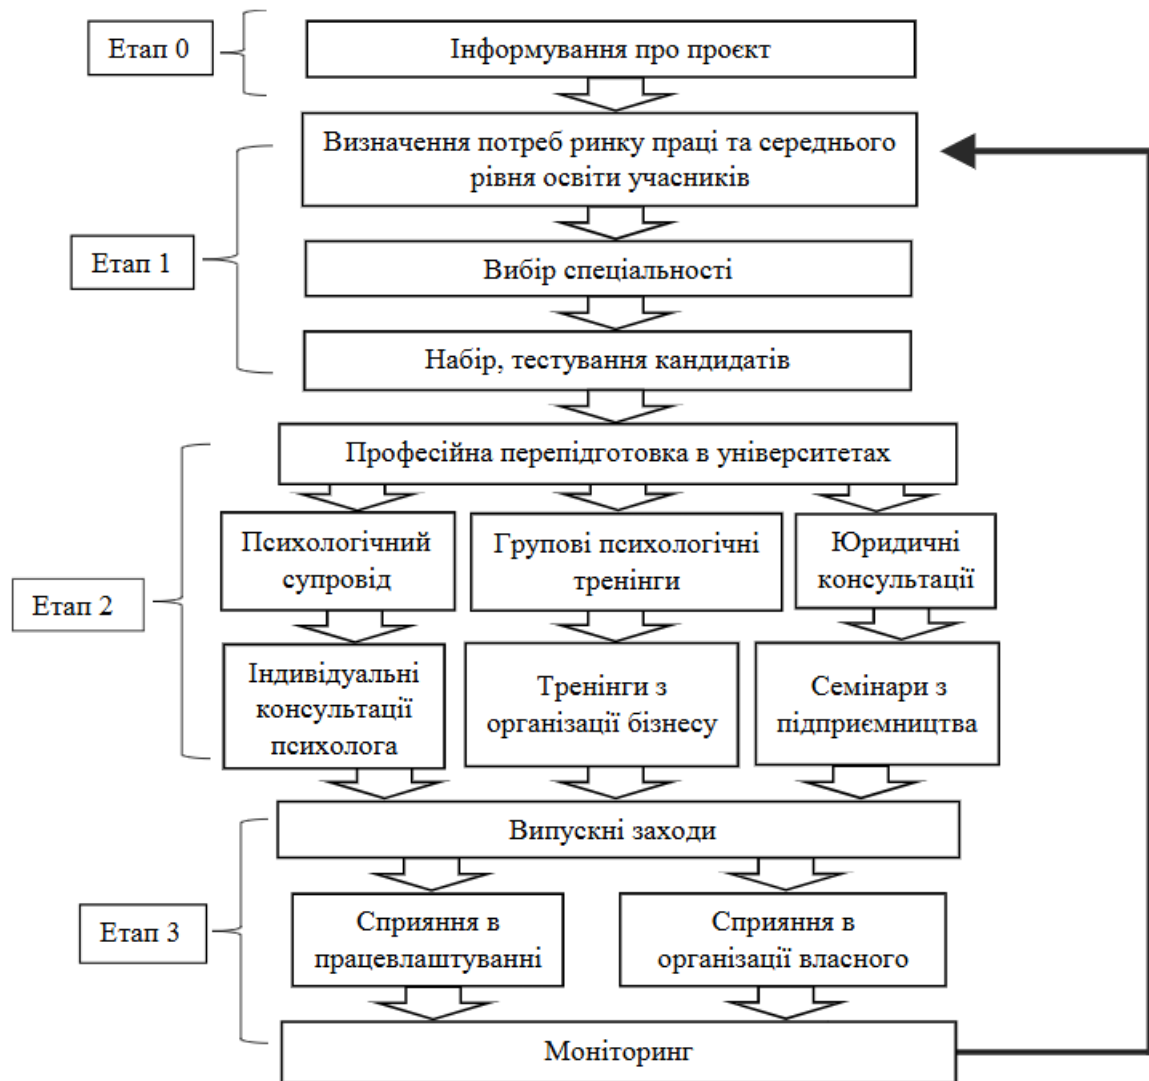 Етап 0
Інформування про проєкт
Визначення потреб ринку праці та середнього
рівня освіти учасників
Етап 1
Вибір спеціальності
Набір, тестування кандидатів
Професійна перепідготовка в університетах
Психологічний
супровід
Групові психологічні
тренінги
Юридичні
консультації
Етап 2
Індивідуальні
консультації
психолога
Тренінги з
організації бізнесу
Семінари з
підприємництва
Випускні заходи
Етап 3
Сприяння в
працевлаштуванні
Сприяння в
організації власного
Моніторинг